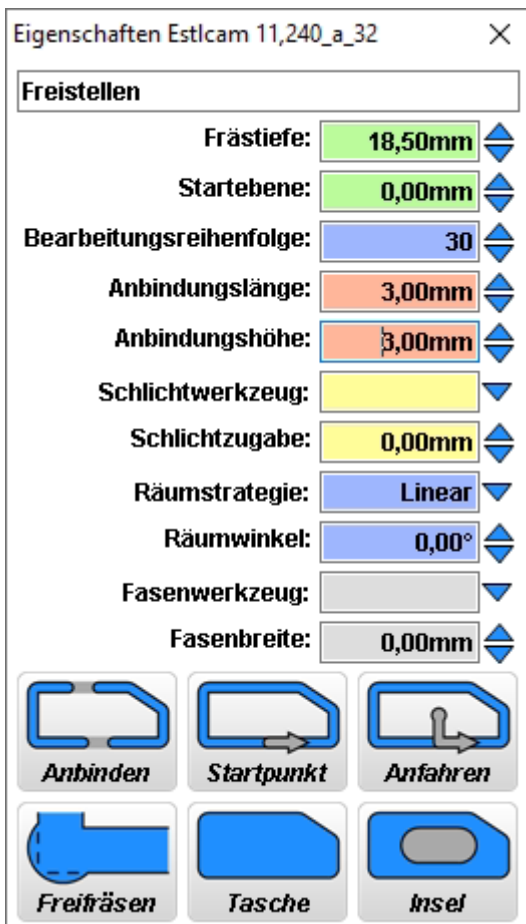 Eigenschaften Estlcam 11,240_a_32
Freistellen
Frästiefe: 18,50mm
Startebene: 0,00mm
Bearbeitungsreihenfolge: 30
Anbindungslänge: 3,00mm
Anbindungshöhe: 3,00mm
Schlichtwerkzeug:
Schlichtzugabe: 0,00mm
Räumstrategie: Linear
Räumwinkel: 0,00°
Fasenwerkzeug:
Fasenbreite: 0,00mm
Anbinden Startpunkt Anfahren
Freifräsen Tasche Insel